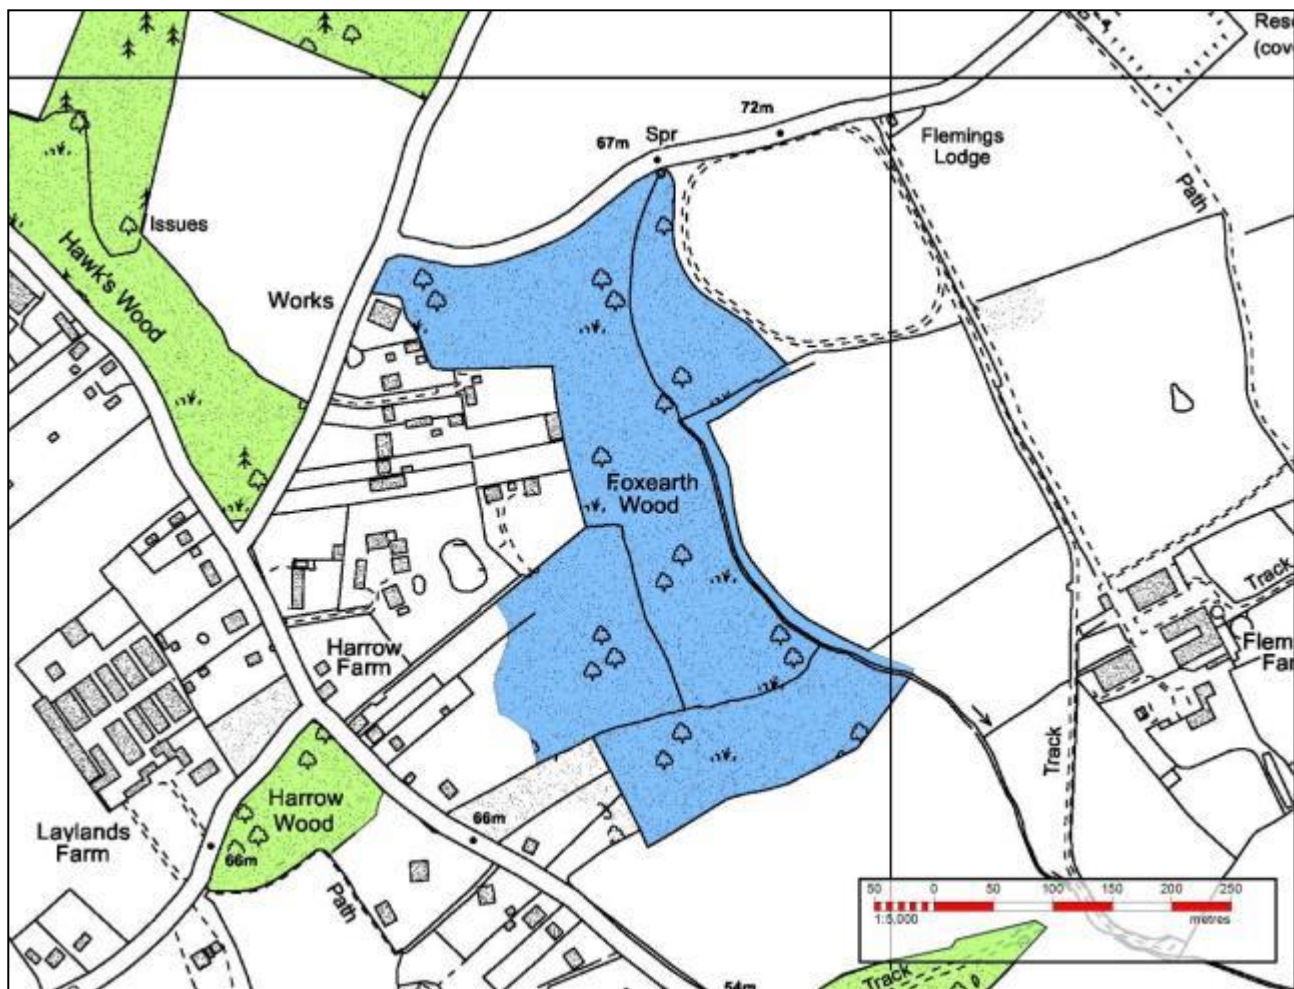 Rese
(cov
72m
67m
Spr
Flemings
Lodge
Path
Issues
Hawk's Wood
Works
Foxearth
Wood
Track
Harrow
Farm
Flem
Far
Track
Harrow
Wood
66m
Laylands
Farm
66m
Path
50 0 50 100 150 200 250
1:5,000 metres
Track
54m